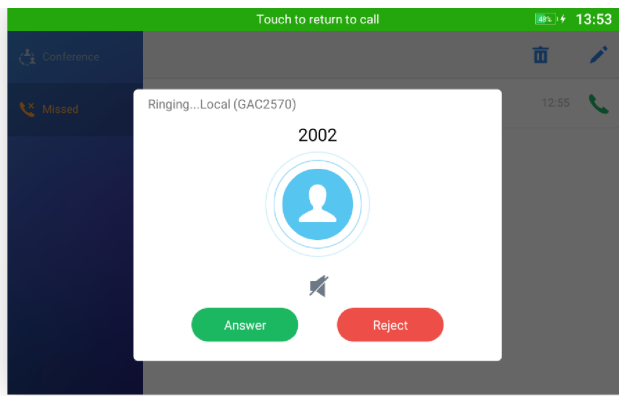 Touch to return to call
48% 13:53
Conference
Missed
12:55
Ringing...Local (GAC2570)
2002
Answer
Reject